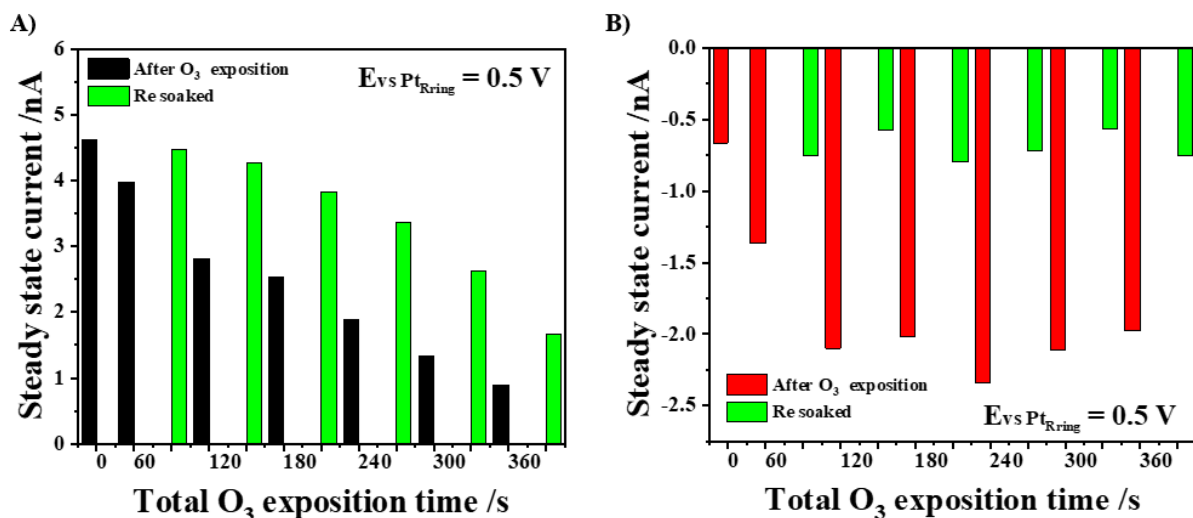 A)
Steady state current /nA
6
5
4
3
2
1
0
After O₃ exposition
Re soaked
Evs Pt_Rring = 0.5 V
0 60 120 180 240 300 360
Total O₃ exposition time /s
B)
Steady state current /nA
0.0
-0.5
-1.0
-1.5
-2.0
-2.5
After O₃ exposition
Re soaked
Evs Pt_Rring = 0.5 V
0 60 120 180 240 300 360
Total O₃ exposition time /s